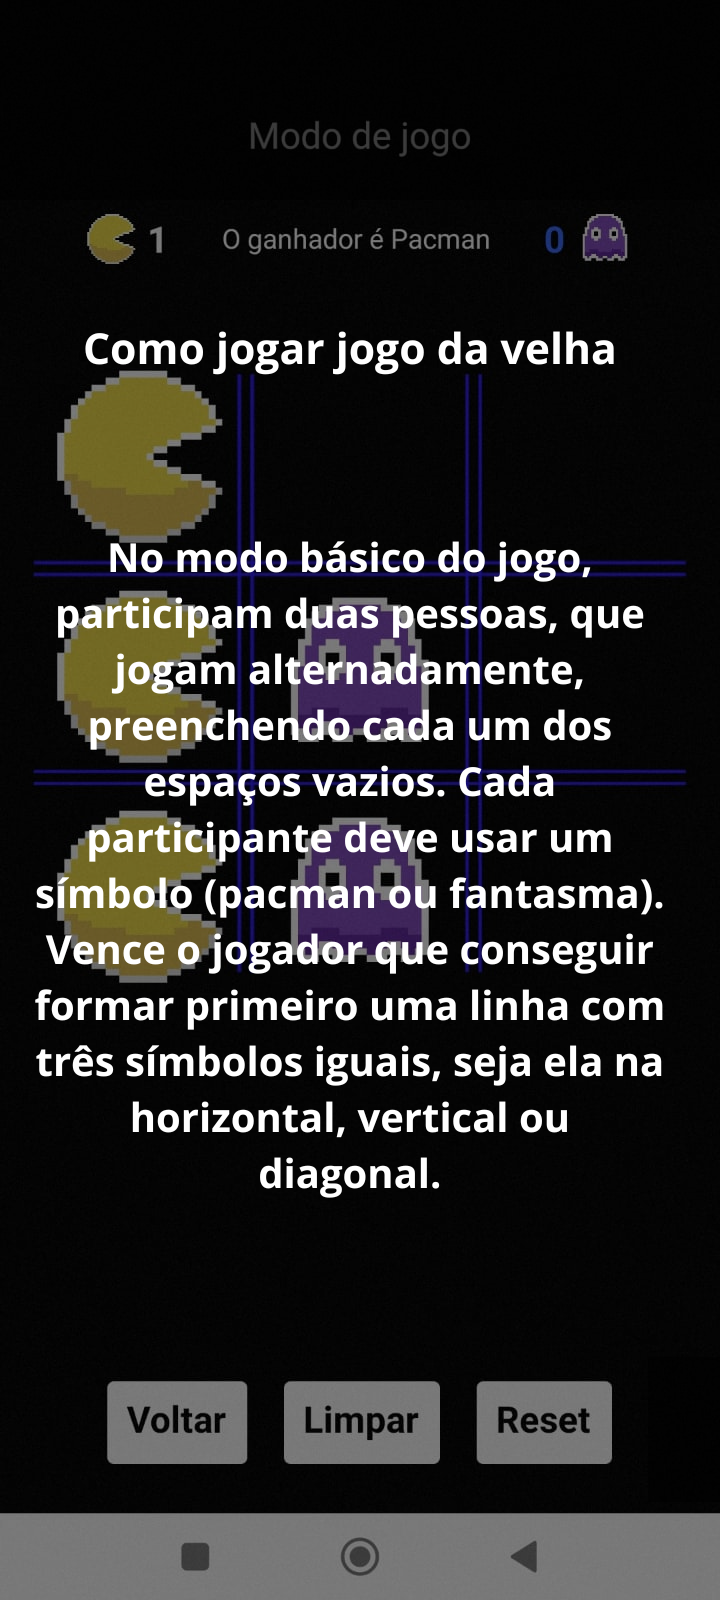 Modo de jogo
1 O ganhador é Pacman 0
Como jogar jogo da velha
No modo básico do jogo,
participam duas pessoas, que
jogam alternadamente,
preenchendo cada um dos
espaços vazios. Cada
participante deve usar um
símbolo (pacman ou fantasma).
Vence o jogador que conseguir
formar primeiro uma linha com
três símbolos iguais, seja ela na
horizontal, vertical ou
diagonal.
Voltar Limpar Reset